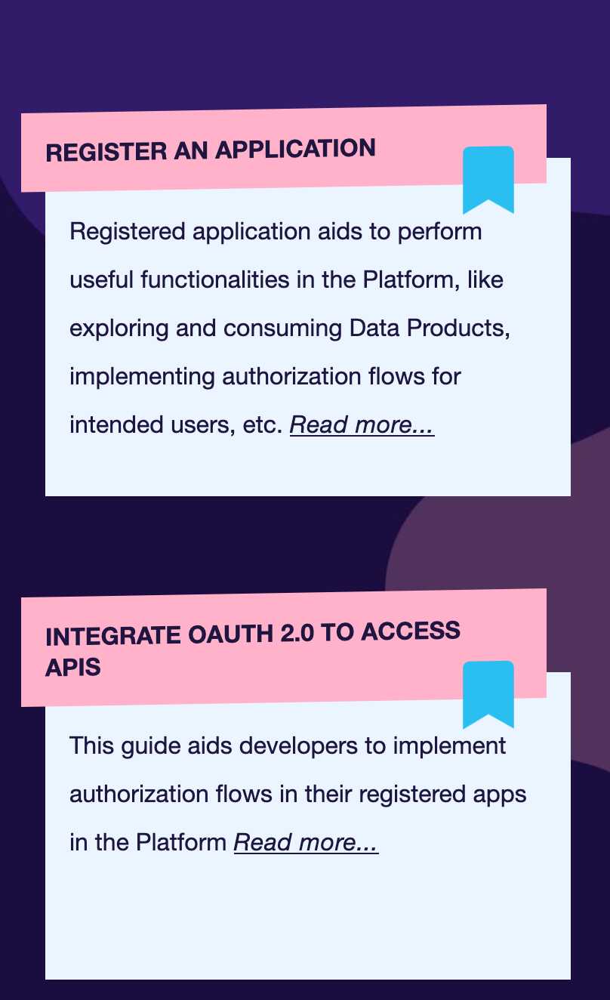 REGISTER AN APPLICATION
Registered application aids to perform
useful functionalities in the Platform, like
exploring and consuming Data Products,
implementing authorization flows for
intended users, etc. Read more...
INTEGRATE OAUTH 2.0 TO ACCESS
APIS
This guide aids developers to implement
authorization flows in their registered apps
in the Platform Read more...